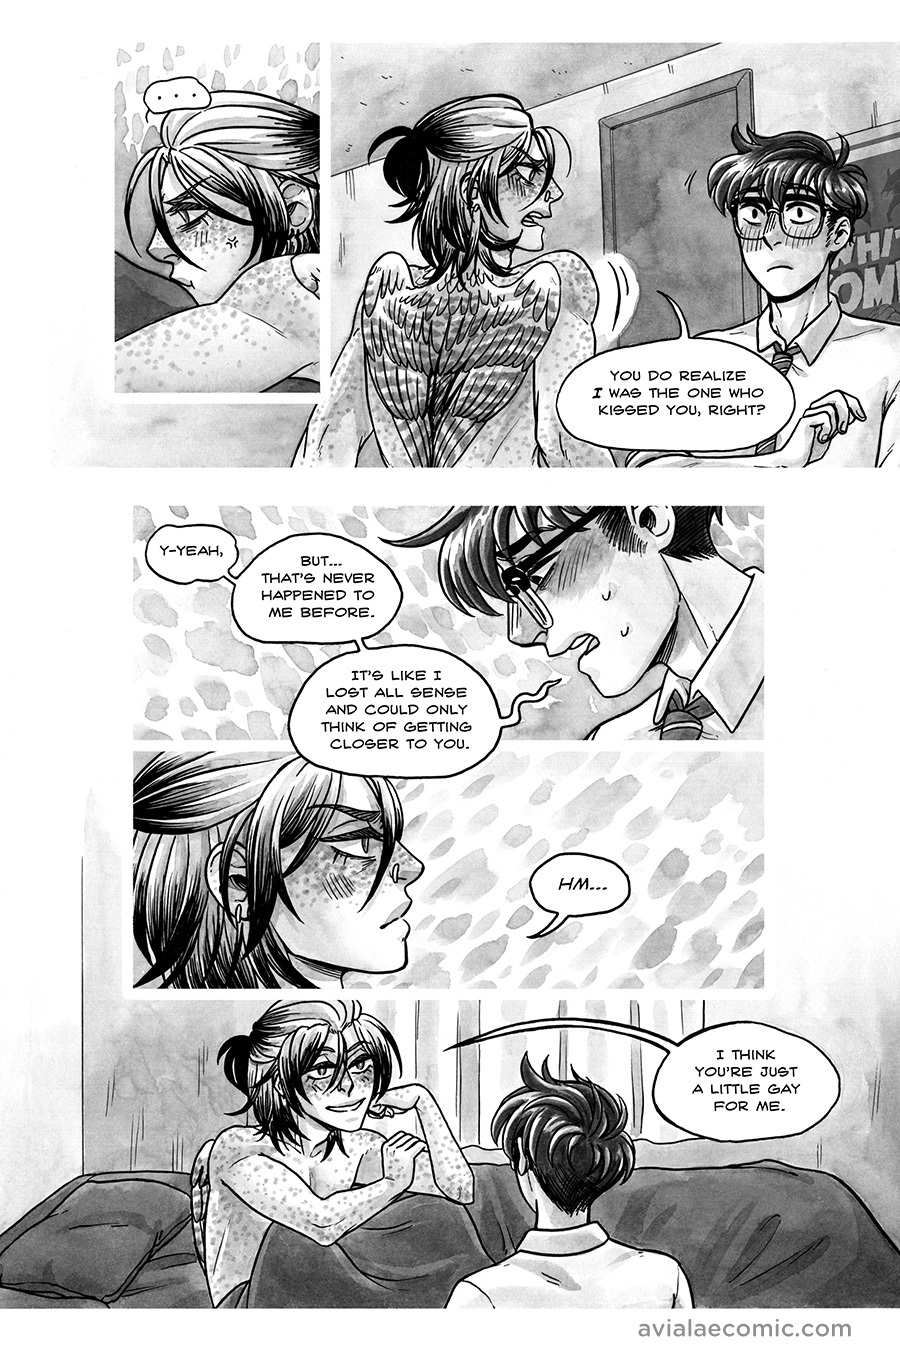 ...
YOU DO REALIZE
I WAS THE ONE WHO
KISSED YOU, RIGHT?
WHIT
OME
Y-YEAH,
BUT...
THAT'S NEVER
HAPPENED TO
ME BEFORE.
IT'S LIKE I
LOST ALL SENSE
AND COULD ONLY
THINK OF GETTING
CLOSER TO YOU.
HM...
I THINK
YOU'RE JUST
A LITTLE GAY
FOR ME.
avialaecomic.com